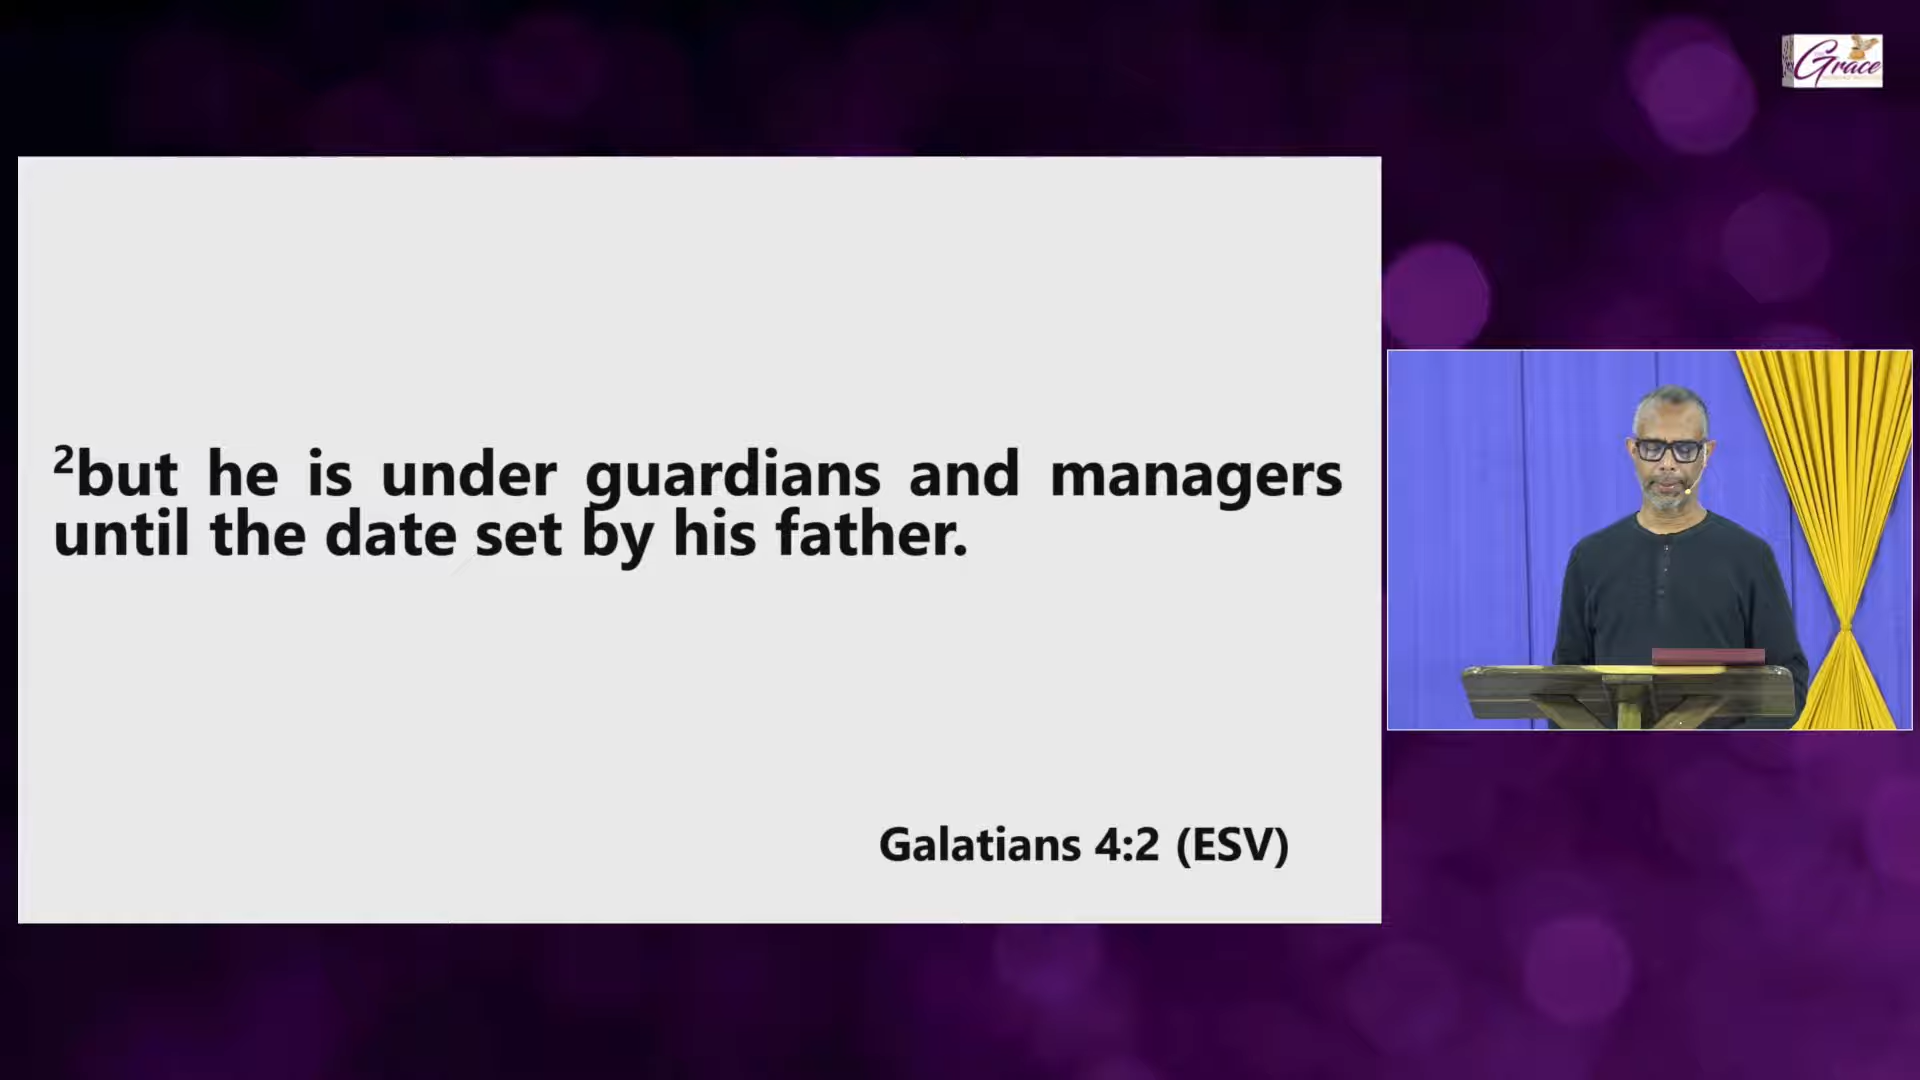 Grace
²but he is under guardians and managers
until the date set by his father.
Galatians 4:2 (ESV)